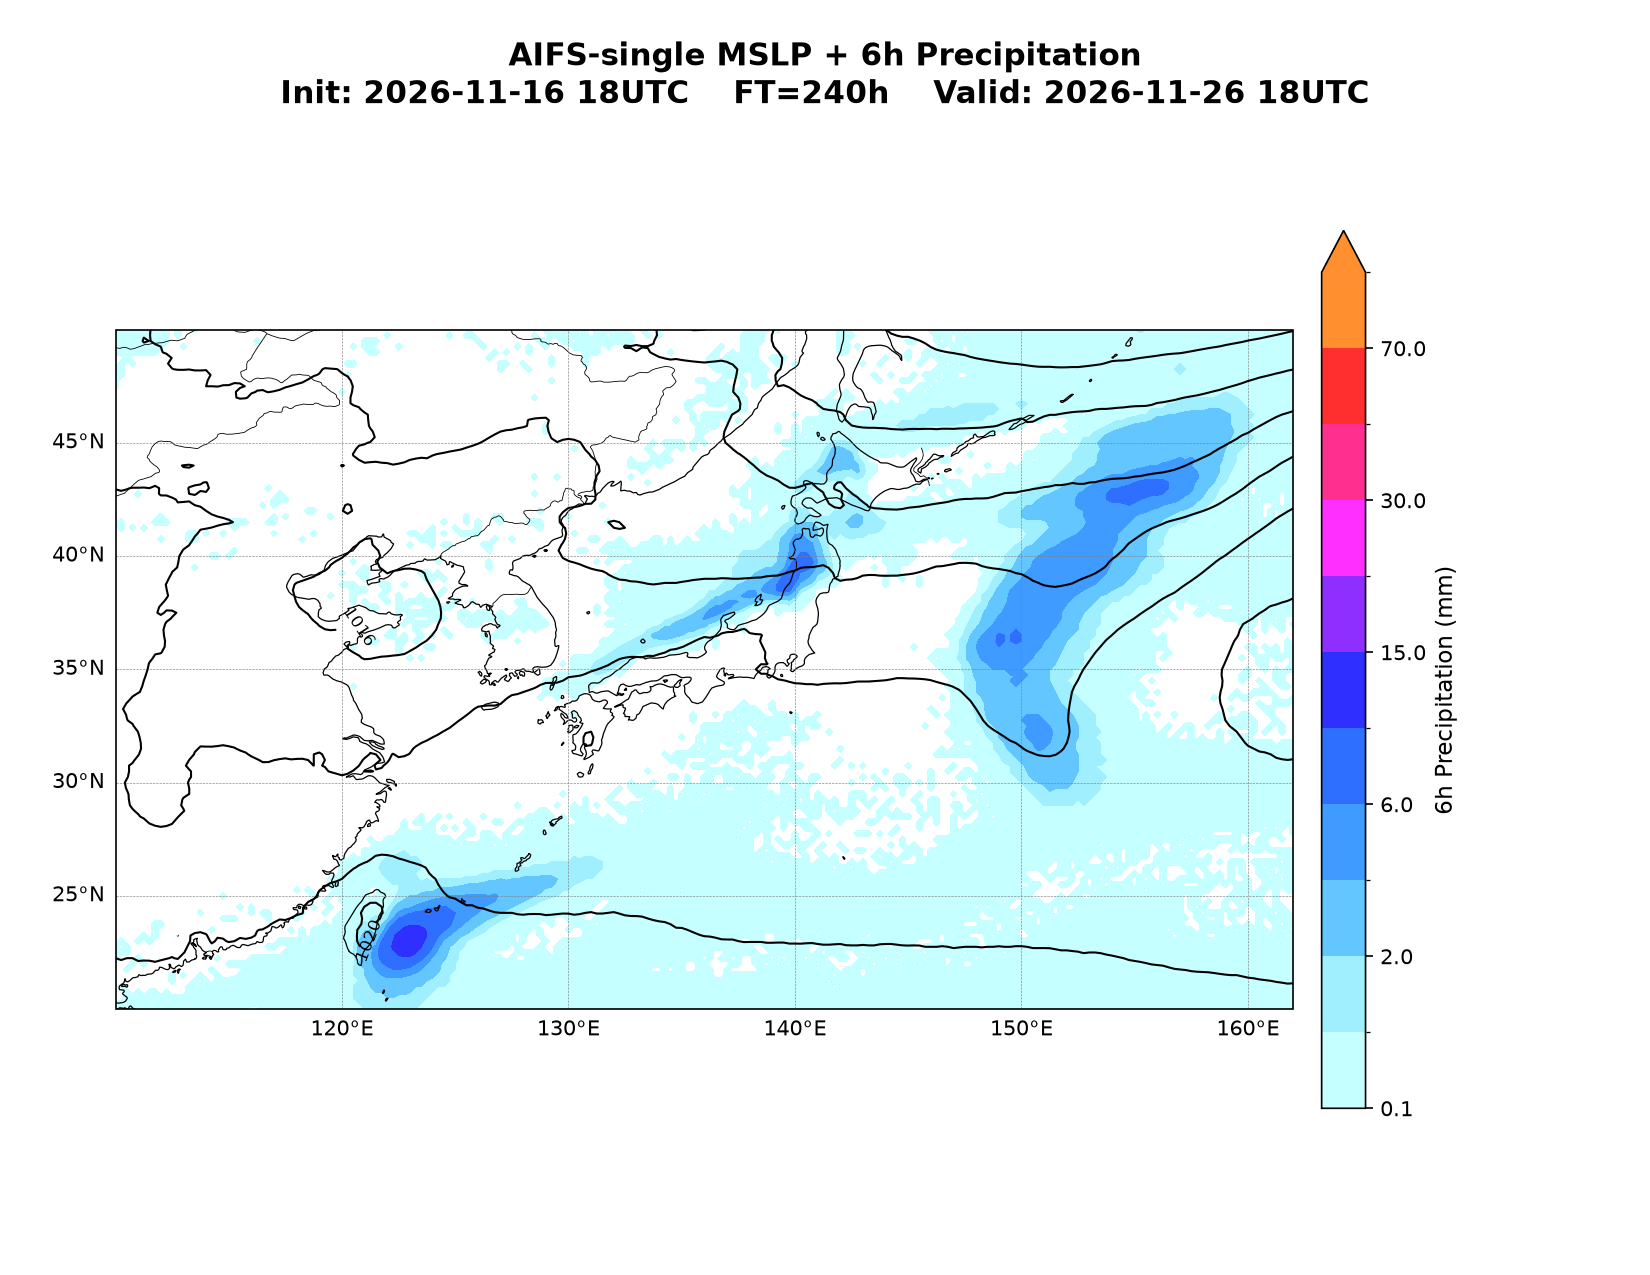 AIFS-single MSLP + 6h Precipitation
Init: 2026-11-16 18UTC    FT=240h    Valid: 2026-11-26 18UTC
70.0
45°N
30.0
40°N
1016
15.0
35°N
6h Precipitation (mm)
30°N
6.0
25°N
1020
2.0
120°E 130°E 140°E 150°E 160°E
0.1